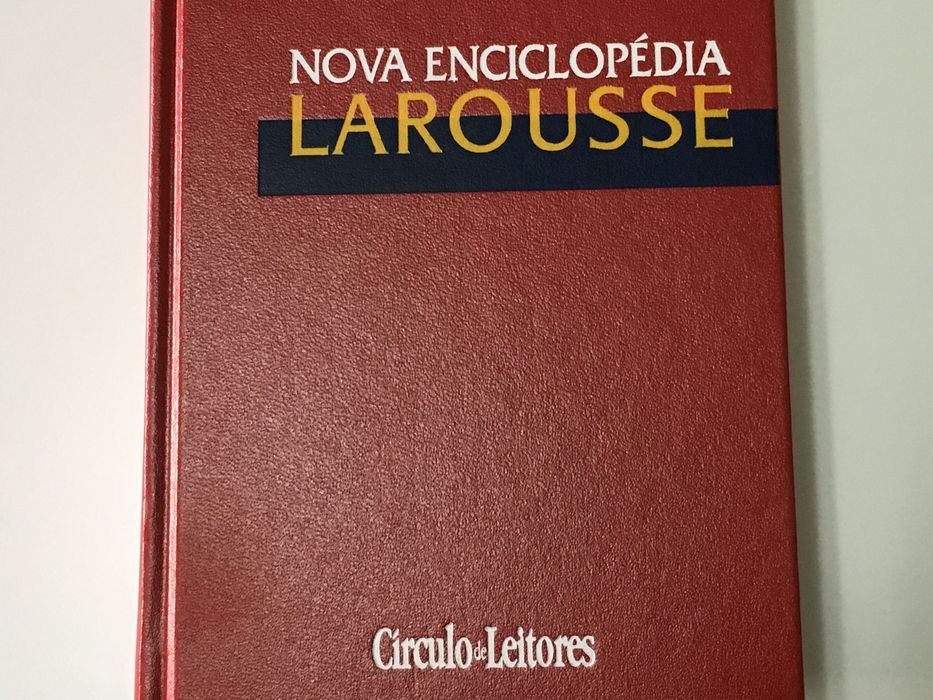 NOVA ENCICLOPÉDIA
LAROUSSE
Círculo de Leitores